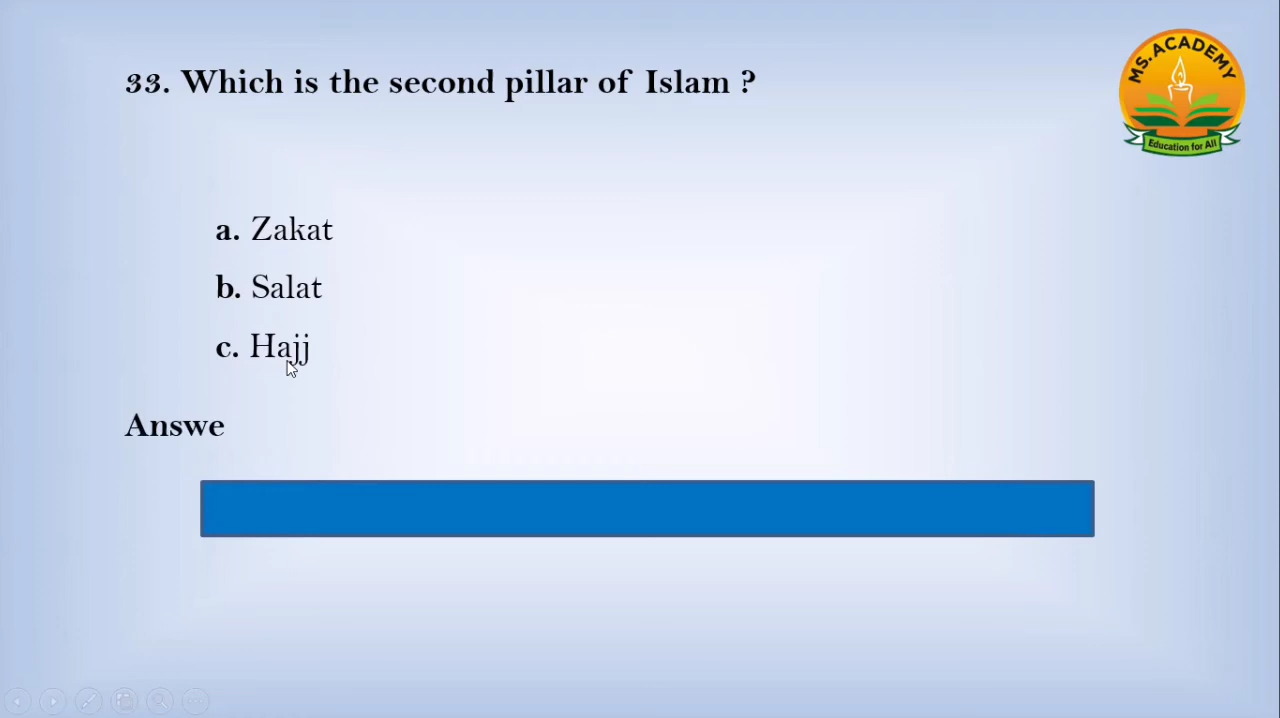 33. Which is the second pillar of Islam ?
MS. ACADEMY
Education for All
a. Zakat
b. Salat
c. Hajj
Answe